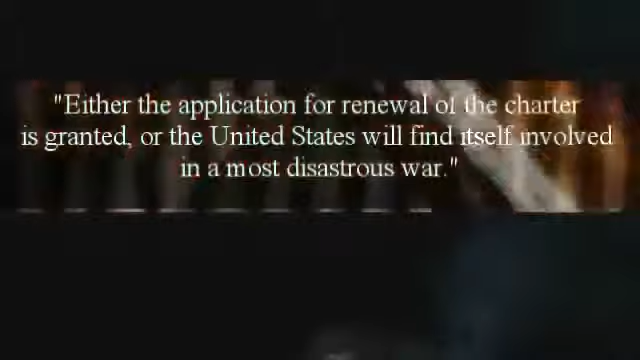 "Either the application for renewal of the charter
is granted, or the United States will find itself involved
in a most disastrous war."